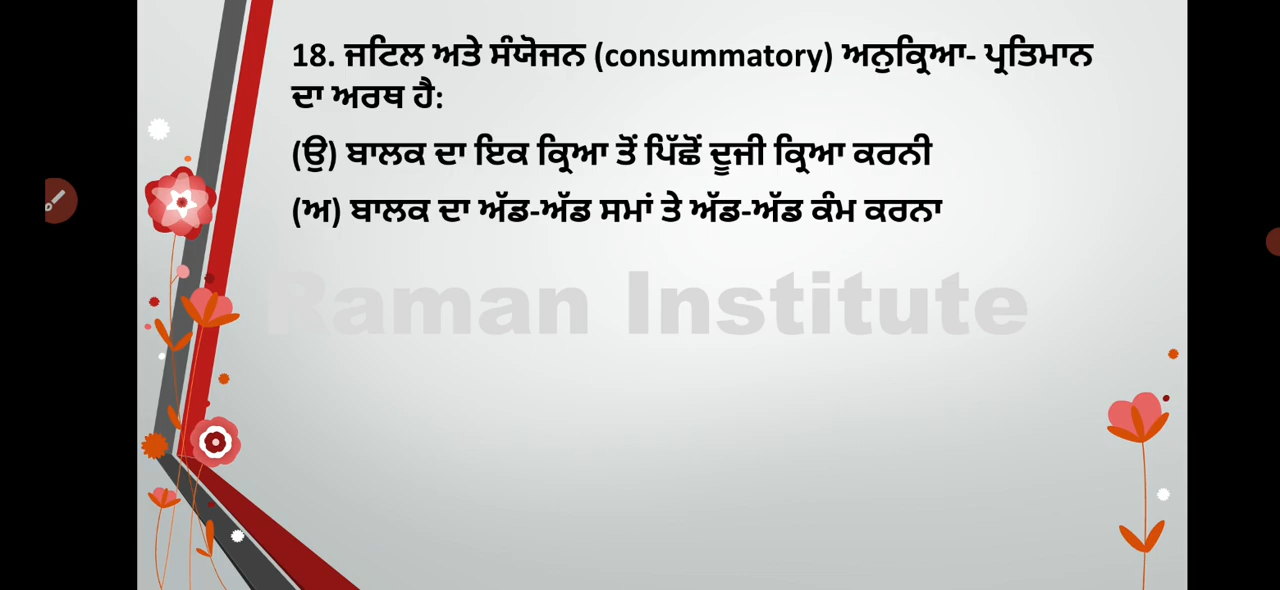 18. ਜਟਿਲ ਅਤੇ ਸੰਯੋਜਨ (consummatory) ਅਨੁਕ੍ਰਿਆ- ਪ੍ਰਤਿਮਾਨ
ਦਾ ਅਰਥ ਹੈ:
(ੳ) ਬਾਲਕ ਦਾ ਇਕ ਕ੍ਰਿਆ ਤੋਂ ਪਿੱਛੋਂ ਦੂਜੀ ਕ੍ਰਿਆ ਕਰਨੀ
(ਅ) ਬਾਲਕ ਦਾ ਅੱਡ-ਅੱਡ ਸਮਾਂ ਤੇ ਅੱਡ-ਅੱਡ ਕੰਮ ਕਰਨਾ
Raman Institute